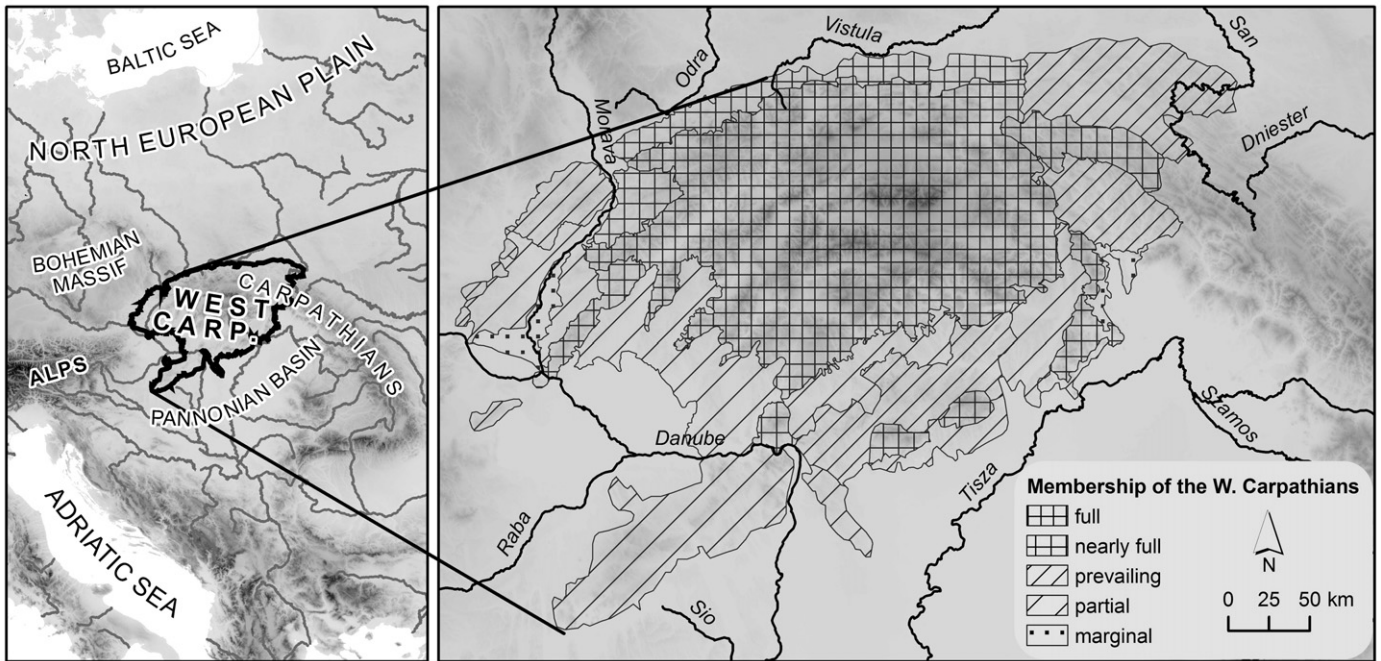 BALTIC SEA
NORTH EUROPEAN PLAIN
BOHEMIAN
MASSIF
CARPATHIANS
WEST
CARP.
ALPS
PANNONIAN BASIN
ADRIATIC SEA
Vistula
San
Odra
Morava
Dniester
Danube
Szamos
Tisza
Raba
Sio
Membership of the W. Carpathians
full
nearly full
prevailing
partial
marginal
N
0 25 50 km